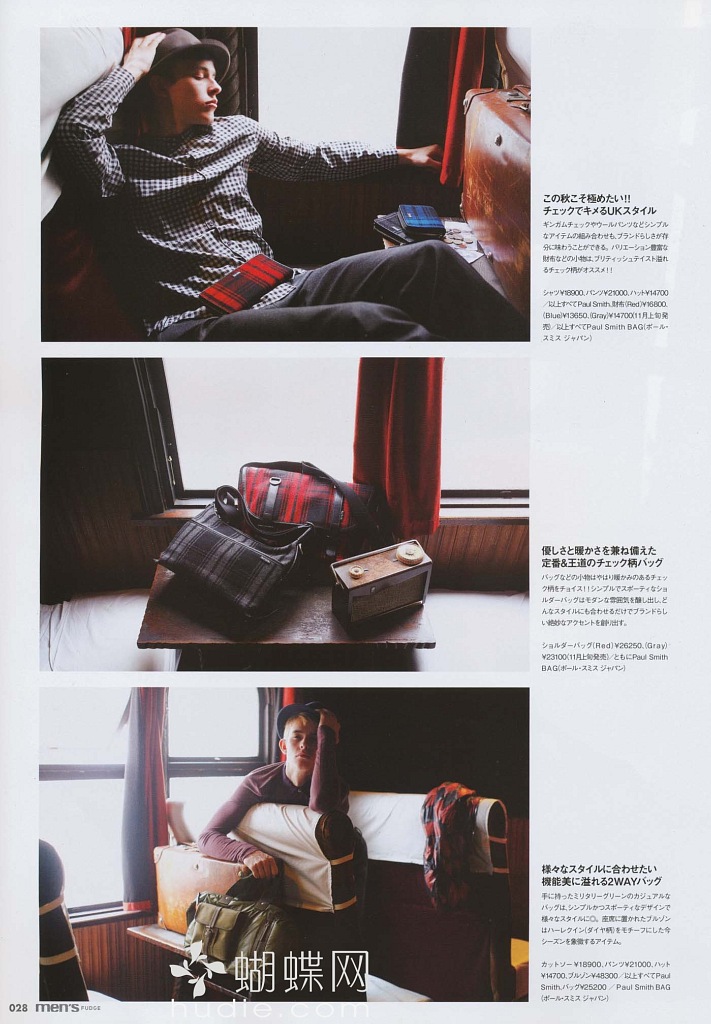 この秋こそ極めたい!!
チェックでキメるUKスタイル
ギンガムチェックやウールパンツなどシンプル
なアイテムの組み合わせも、ブランドらしさが存
分に味わうことができる。バリエーション豊富な
財布などの小物は、ブリティッシュテイスト溢れ
るチェック柄がオススメ!!
シャツ¥18900、パンツ¥21000、ハット¥14700
／以上すべてPaul Smith、財布(Red)¥16800、
(Blue)¥13650、(Gray)¥14700(11月上旬発
売)／以上すべてPaul Smith BAG(ポール・
スミス ジャパン)
優しさと暖かさを兼ね備えた
定番&王道のチェック柄バッグ
バッグなどの小物はやはり暖かみのあるチェッ
ク柄をチョイス!!シンプルでスポーティなショ
ルダーバッグはモダンな雰囲気を醸し出し、ど
んなスタイルにも合わせるだけでブランドらし
い絶妙なアクセントを創り出す。
ショルダーバッグ(Red)¥26250、(Gray)
¥23100(11月上旬発売)／ともにPaul Smith
BAG(ポール・スミス ジャパン)
様々なスタイルに合わせたい
機能美に溢れる2WAYバッグ
手に持ったミリタリーグリーンのカジュアルな
バッグは、シンプルかつスポーティなデザインで
様々なスタイルに◎。座席に置かれたブルゾン
はハーレクイン(ダイヤ柄)をモチーフにした今
シーズンを象徴するアイテム。
カットソー¥18900、パンツ¥21000、ハット
¥14700、ブルゾン¥48300／以上すべてPaul
Smith、バッグ¥25200／Paul Smith BAG
(ポール・スミス ジャパン)
蝴蝶网
hudie.com
028 men's FUDGE